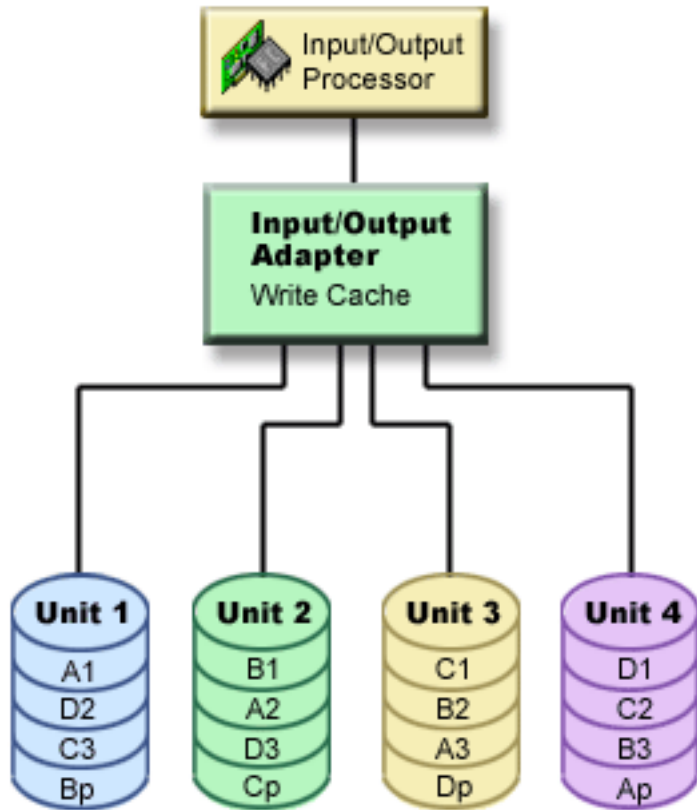 Input/Output
Processor
Input/Output
Adapter
Write Cache
Unit 1
A1
D2
C3
Bp
Unit 2
B1
A2
D3
Cp
Unit 3
C1
B2
A3
Dp
Unit 4
D1
C2
B3
Ap